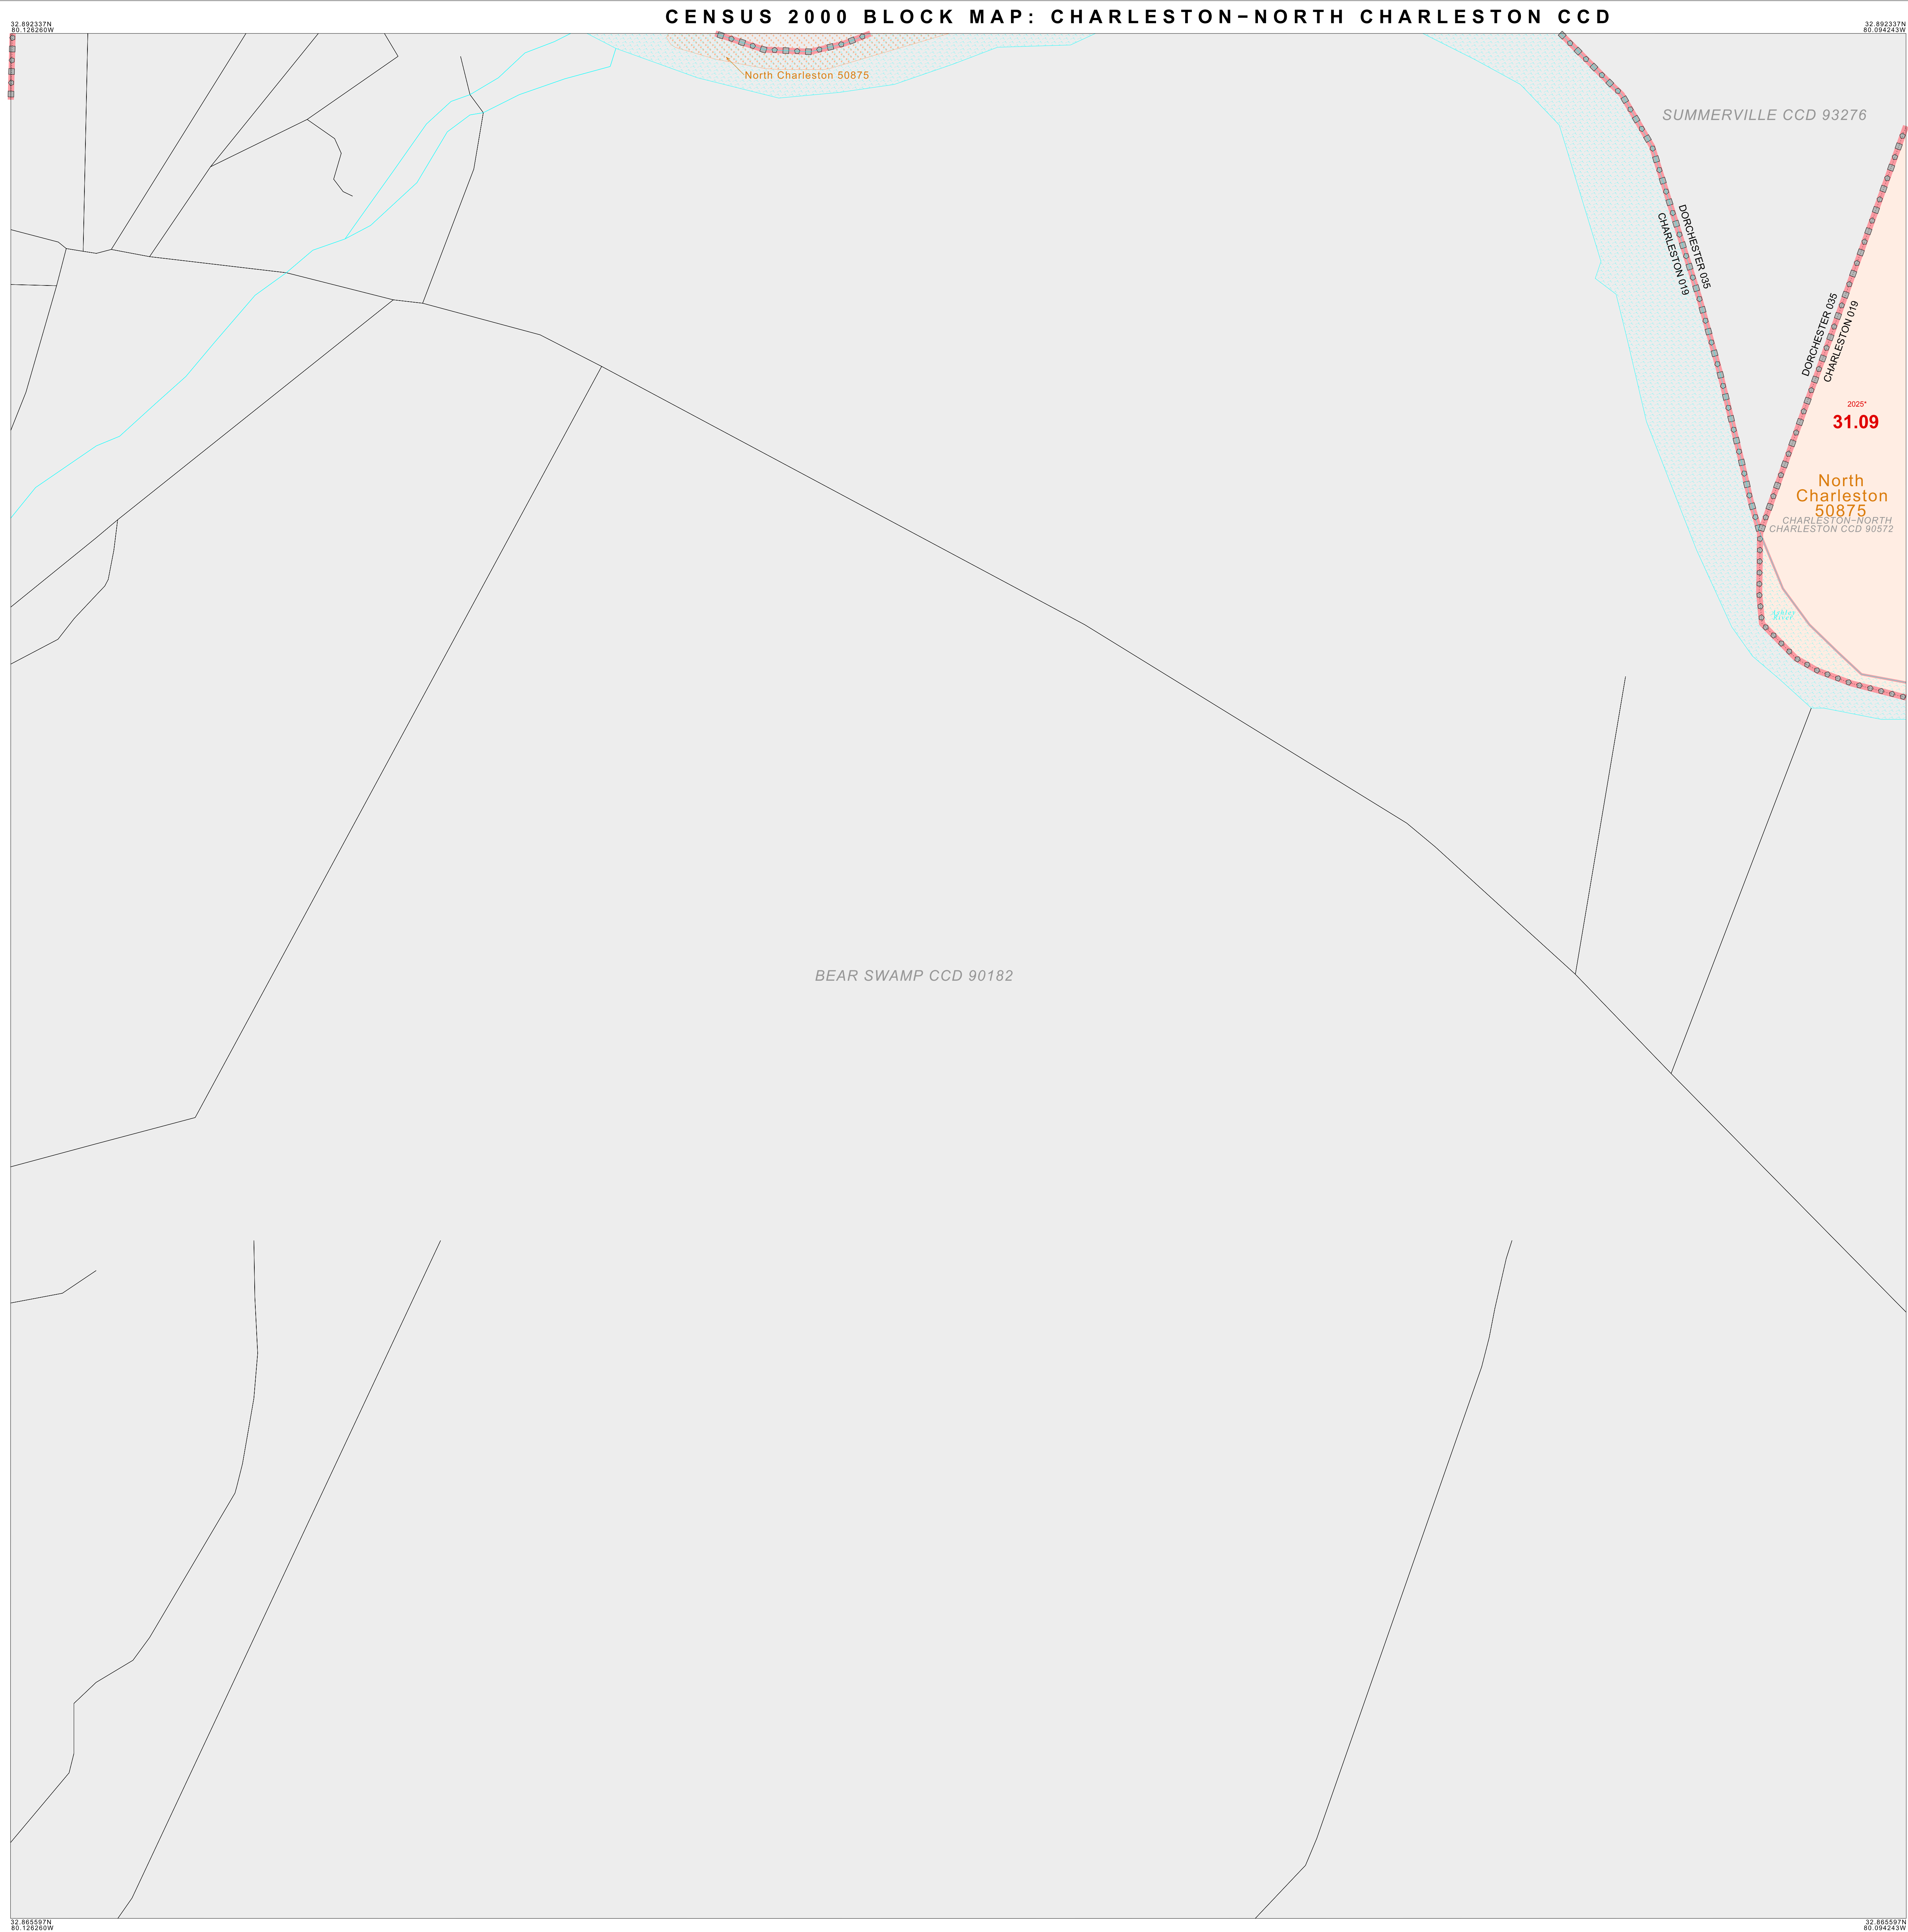 CENSUS 2000 BLOCK MAP: CHARLESTON−NORTH CHARLESTON CCD
32.892337N
80.126260W
32.892337N
80.094243W
North Charleston 50875
SUMMERVILLE CCD 93276
DORCHESTER 035
CHARLESTON 019
DORCHESTER 035
CHARLESTON 019
2025*
31.09
North
Charleston
50875
CHARLESTON−NORTH
CHARLESTON CCD 90572
Ashley
River
BEAR SWAMP CCD 90182
32.865597N
80.126260W
32.865597N
80.094243W